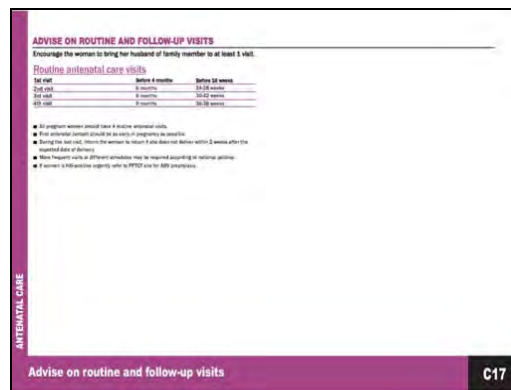 ADVISE ON ROUTINE AND FOLLOW-UP VISITS
Encourage the woman to bring her husband of family member to at least 1 visit.
Routine antenatal care visits
1st visit Before 4 months Before 16 weeks
2nd visit 6 months 24-28 weeks
3rd visit 8 months 30-32 weeks
4th visit 9 months 36-38 weeks
■ All pregnant women should have 4 routine antenatal visits.
■ First antenatal contact should be as early in pregnancy as possible.
■ During the last visit, inform the woman to return if she does not deliver within 2 weeks after the
expected date of delivery.
■ More frequent visits or different schedules may be required according to national policies.
■ If women is HIV-positive urgently refer to PPTCT site for ARV prophylaxis.
ANTENATAL CARE
Advise on routine and follow-up visits
C17